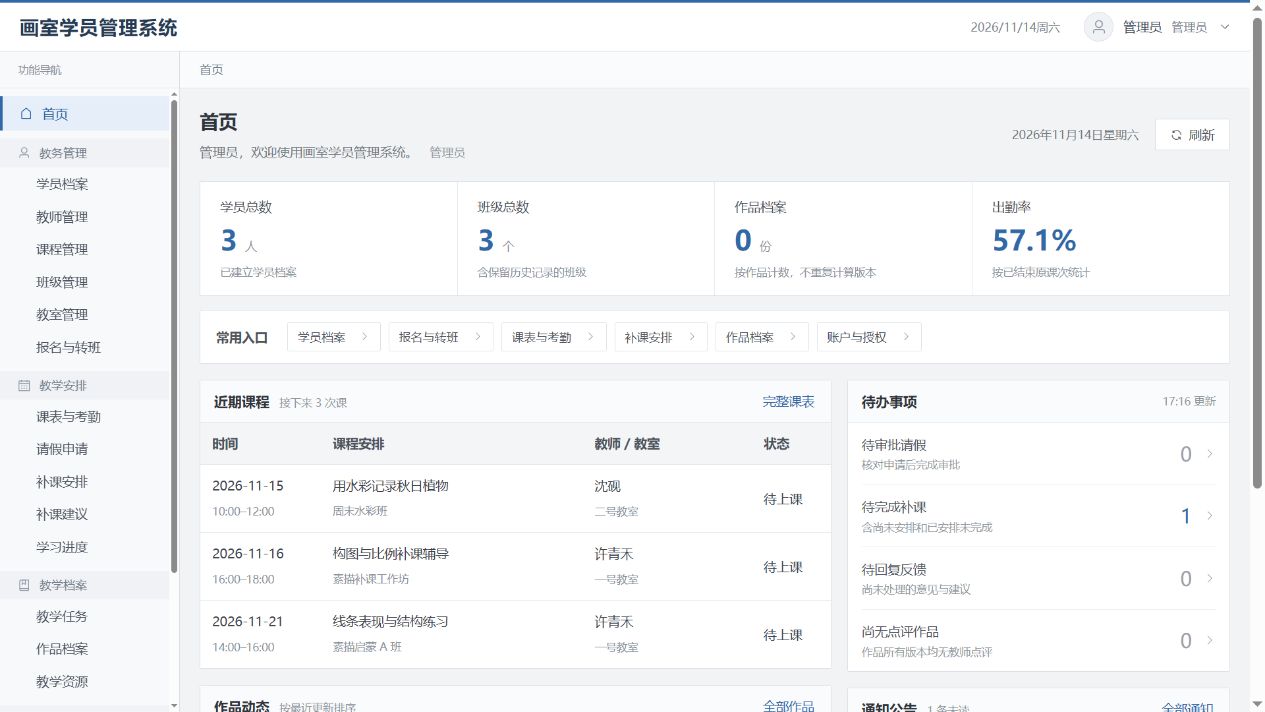 画室学员管理系统
2026/11/14周六
管理员 管理员
功能导航
首页
教务管理
学员档案
教师管理
课程管理
班级管理
教室管理
报名与转班
教学安排
课表与考勤
请假申请
补课安排
补课建议
学习进度
教学档案
教学任务
作品档案
教学资源
首页
首页
管理员，欢迎使用画室学员管理系统。 管理员
2026年11月14日星期六
刷新
学员总数
3 人
已建立学员档案
班级总数
3 个
含保留历史记录的班级
作品档案
0 份
按作品计数，不重复计算版本
出勤率
57.1%
按已结束原课次统计
常用入口
学员档案
报名与转班
课表与考勤
补课安排
作品档案
账户与授权
近期课程 接下来 3 次课
完整课表
时间 课程安排 教师 / 教室 状态
2026-11-15 用水彩记录秋日植物 沈砚 待上课
10:00–12:00 周末水彩班 二号教室
2026-11-16 构图与比例补课辅导 许青禾 待上课
16:00–18:00 素描补课工作坊 一号教室
2026-11-21 线条表现与结构练习 许青禾 待上课
14:00–16:00 素描启蒙 A 班 一号教室
待办事项
17:16 更新
待审批请假 0
核对申请后完成审批
待完成补课 1
含尚未安排和已安排未完成
待回复反馈 0
尚未处理的意见与建议
尚无点评作品 0
作品所有版本均无教师点评
作品动态 按最近更新排序
全部作品
通知公告 1 条未读
全部通知